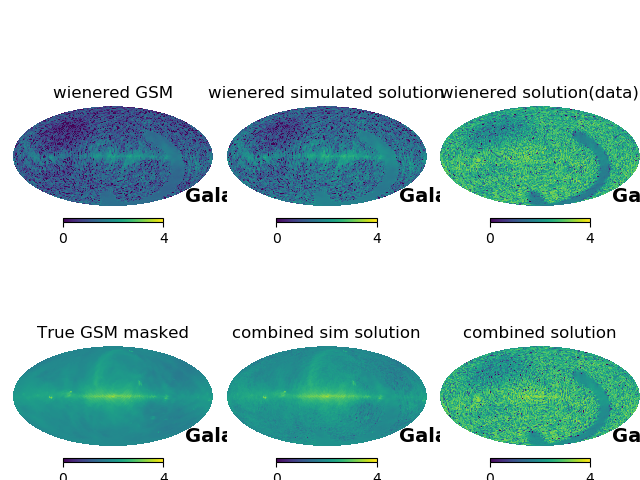 wienered GSM
wienered simulated solution
wienered solution(data)
Gala
Gala
Ga
0 4
0 4
0 4
True GSM masked
combined sim solution
combined solution
Gala
Gala
Ga
0 4
0 4
0 4